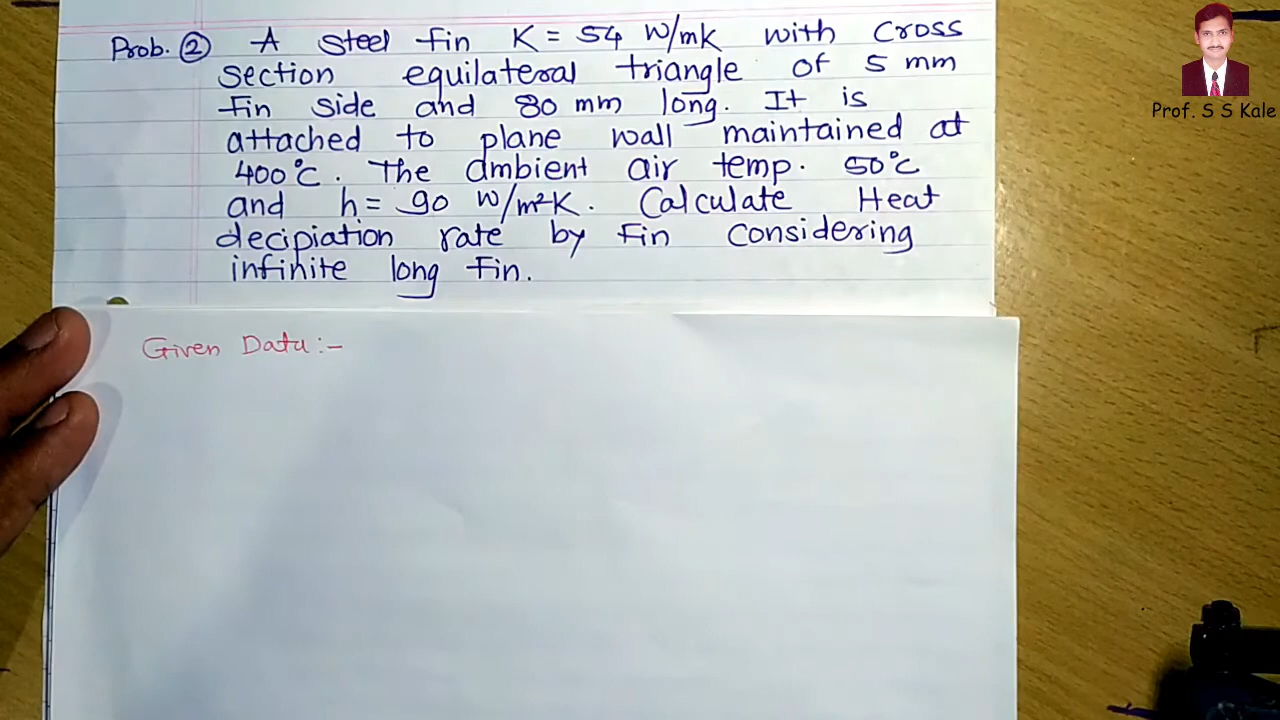 Prob. ② A steel fin K = 54 W/mk with cross
section equilateral triangle of 5 mm
fin side and 80 mm long. It is
attached to plane wall maintained at
400°C. The ambient air temp. 50°C
and h = 90 W/m²K. Calculate Heat
decipiation rate by Fin Considering
infinite long Fin.
Given Data:-
Prof. S S Kale